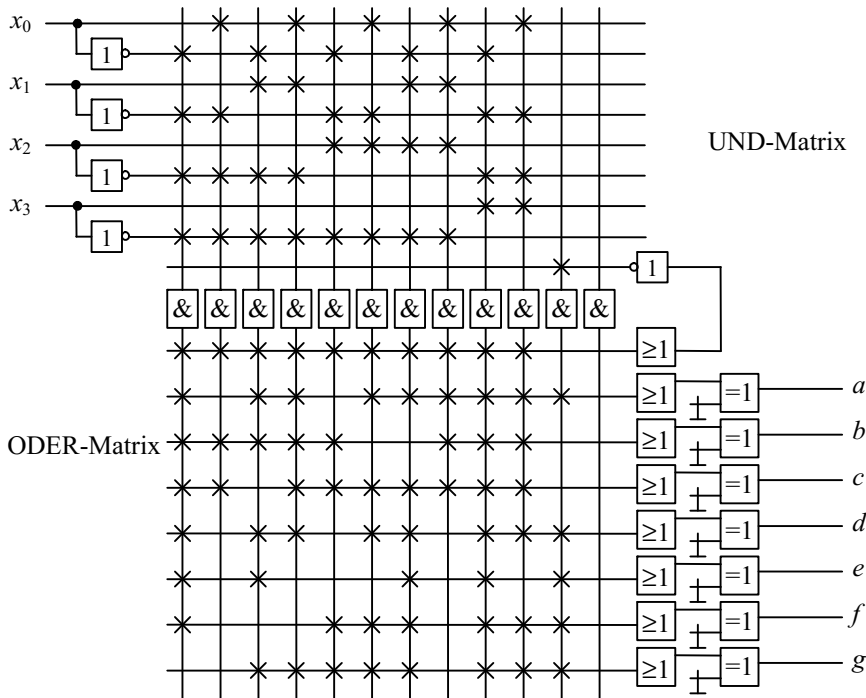 x₀
1
x₁
1
x₂
1
UND-Matrix
x₃
1
1
& & & & & & & & & & & &
≥1
≥1 =1 a
≥1 =1 b
ODER-Matrix
≥1 =1 c
≥1 =1 d
≥1 =1 e
≥1 =1 f
≥1 =1 g